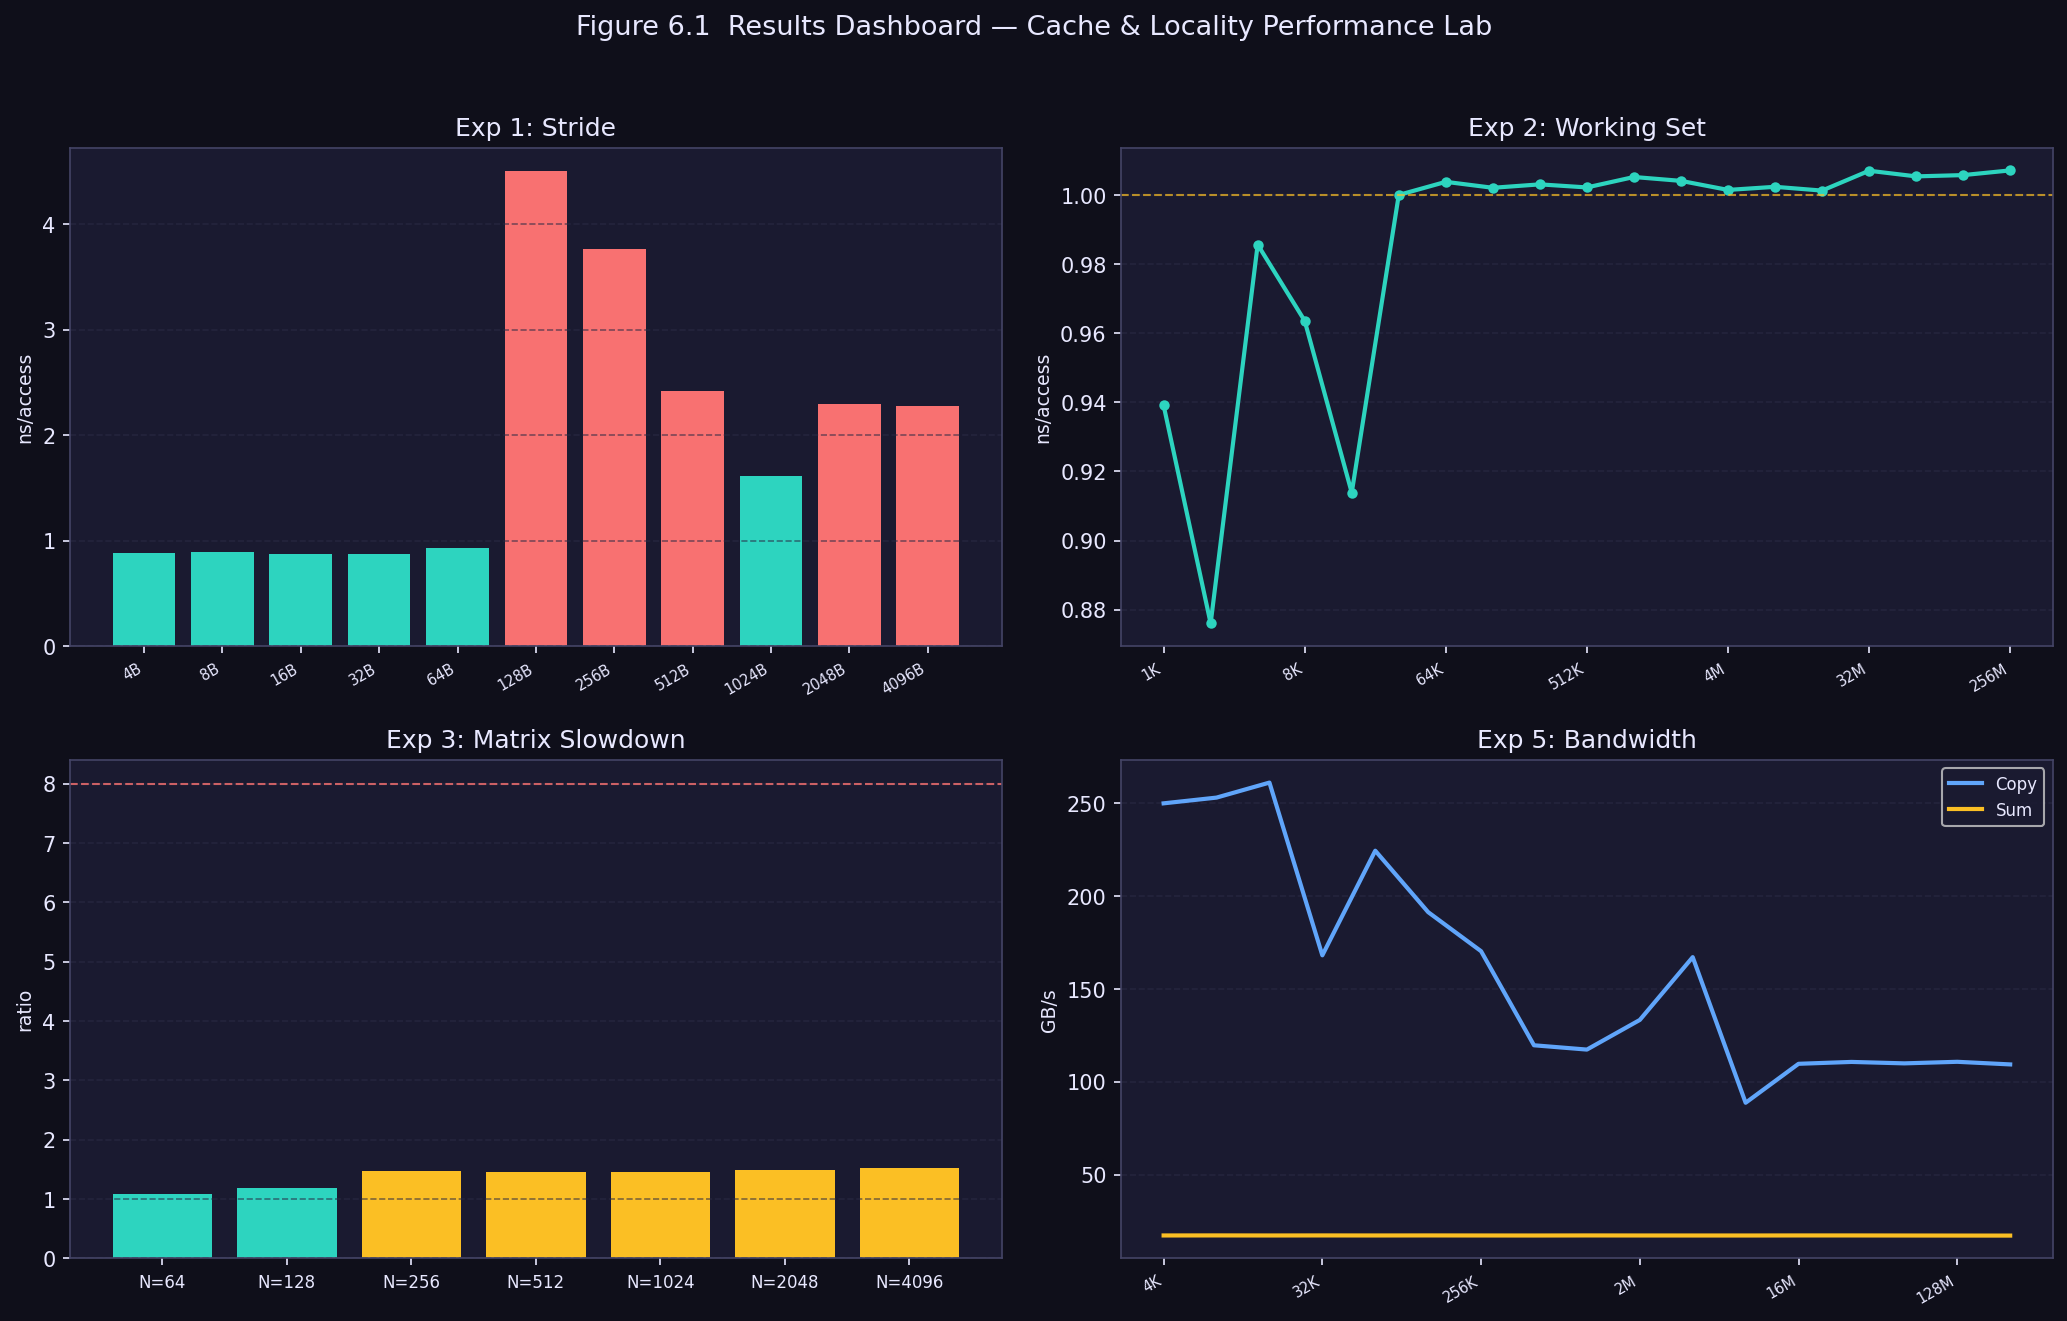 Figure 6.1  Results Dashboard — Cache & Locality Performance Lab
Exp 1: Stride
ns/access
4
3
2
1
0
4B
8B
16B
32B
64B
128B
256B
512B
1024B
2048B
4096B
Exp 2: Working Set
ns/access
1.00
0.98
0.96
0.94
0.92
0.90
0.88
1K
8K
64K
512K
4M
32M
256M
Exp 3: Matrix Slowdown
ratio
8
7
6
5
4
3
2
1
0
N=64
N=128
N=256
N=512
N=1024
N=2048
N=4096
Exp 5: Bandwidth
GB/s
250
200
150
100
50
4K
32K
256K
2M
16M
128M
Copy
Sum